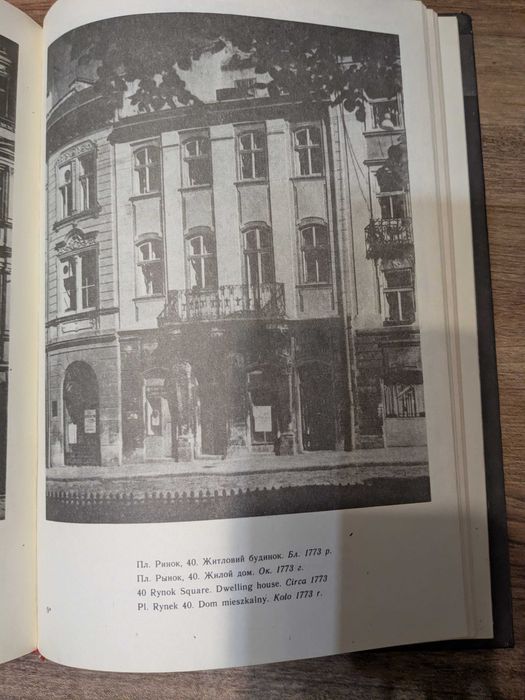 Пл. Ринок, 40. Житловий будинок. Бл. 1773 р.
Пл. Рынок, 40. Жилой дом. Ок. 1773 г.
40 Rynok Square. Dwelling house. Circa 1773
Pl. Rynek 40. Dom mieszkalny. Koło 1773 r.